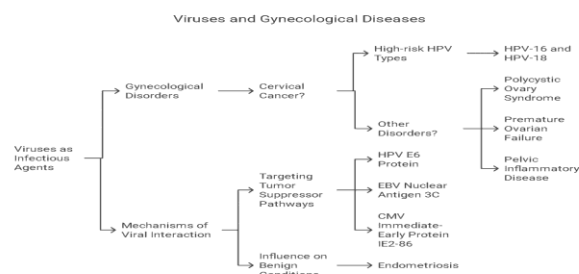 Viruses and Gynecological Diseases
High-risk HPV
Types
HPV-16 and
HPV-18
Gynecological
Disorders
Cervical
Cancer?
Polycystic
Ovary
Syndrome
Other
Disorders?
Premature
Ovarian
Failure
Viruses as
Infectious
Agents
HPV E6
Protein
Pelvic
Inflammatory
Disease
Targeting
Tumor
Suppressor
Pathways
EBV Nuclear
Antigen 3C
Mechanisms of
Viral Interaction
CMV
Immediate-
Early Protein
IE2-86
Influence on
Benign
Conditions
Endometriosis